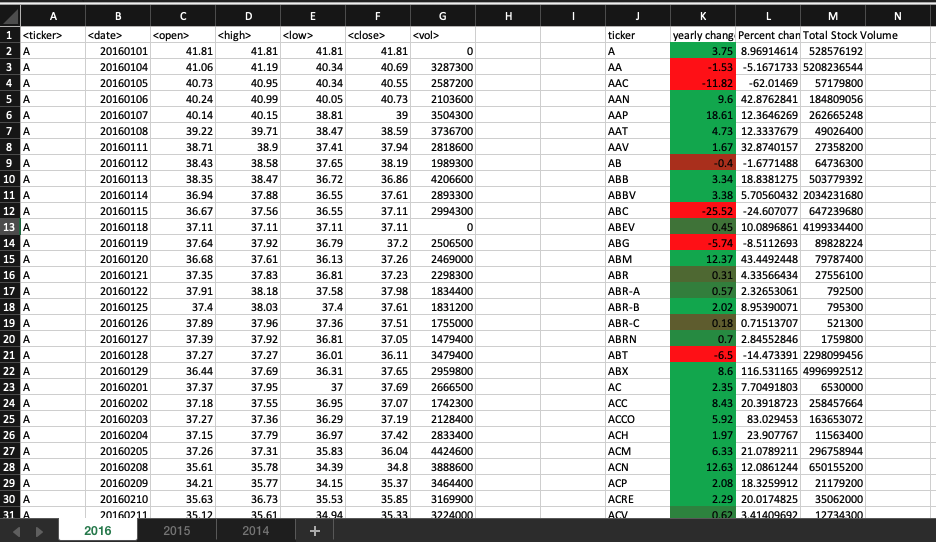 A B C D E F G H I J K L M N
1 <ticker> <date> <open> <high> <low> <close> <vol> ticker yearly chang Percent chan Total Stock Volume
2 A 20160101 41.81 41.81 41.81 41.81 0 A 3.75 8.96914614 528576192
3 A 20160104 41.06 41.19 40.34 40.69 3287300 AA -1.53 -5.1671733 5208236544
4 A 20160105 40.73 40.95 40.34 40.55 2587200 AAC -11.82 -62.01469 57179800
5 A 20160106 40.24 40.99 40.05 40.73 2103600 AAN 9.6 42.8762841 184809056
6 A 20160107 40.14 40.15 38.81 39 3504300 AAP 18.61 12.3646269 262665248
7 A 20160108 39.22 39.71 38.47 38.59 3736700 AAT 4.73 12.3337679 49026400
8 A 20160111 38.71 38.9 37.41 37.94 2818600 AAV 1.67 32.8740157 27358200
9 A 20160112 38.43 38.58 37.65 38.19 1989300 AB -0.4 -1.6771488 64736300
10 A 20160113 38.35 38.47 36.72 36.86 4206600 ABB 3.34 18.8381275 503779392
11 A 20160114 36.94 37.88 36.55 37.61 2893300 ABBV 3.38 5.70560432 2034231680
12 A 20160115 36.67 37.56 36.55 37.11 2994300 ABC -25.52 -24.607077 647239680
13 A 20160118 37.11 37.11 37.11 37.11 0 ABEV 0.45 10.0896861 4199334400
14 A 20160119 37.64 37.92 36.79 37.2 2506500 ABG -5.74 -8.5112693 89828224
15 A 20160120 36.68 37.61 36.13 37.26 2469000 ABM 12.37 43.4492448 79787400
16 A 20160121 37.35 37.83 36.81 37.23 2298300 ABR 0.31 4.33566434 27556100
17 A 20160122 37.91 38.18 37.58 37.98 1834400 ABR-A 0.57 2.32653061 792500
18 A 20160125 37.4 38.03 37.4 37.61 1831200 ABR-B 2.02 8.95390071 795300
19 A 20160126 37.89 37.96 37.36 37.51 1755000 ABR-C 0.18 0.71513707 521300
20 A 20160127 37.39 37.92 36.81 37.05 1479400 ABRN 0.7 2.84552846 1759800
21 A 20160128 37.27 37.27 36.01 36.11 3479400 ABT -6.5 -14.473391 2298099456
22 A 20160129 36.44 37.69 36.31 37.65 2959800 ABX 8.6 116.531165 4996992512
23 A 20160201 37.37 37.95 37 37.69 2666500 AC 2.35 7.70491803 6530000
24 A 20160202 37.18 37.55 36.95 37.07 1742300 ACC 8.43 20.3918723 258457664
25 A 20160203 37.27 37.36 36.29 37.19 2128400 ACCO 5.92 83.029453 163653072
26 A 20160204 37.15 37.79 36.97 37.42 2833400 ACH 1.97 23.907767 11563400
27 A 20160205 37.26 37.31 35.83 36.04 4424600 ACM 6.33 21.0789211 296758944
28 A 20160208 35.61 35.78 34.39 34.8 3888600 ACN 12.63 12.0861244 650155200
29 A 20160209 34.21 35.77 34.15 35.37 3464400 ACP 2.08 18.3259912 21179200
30 A 20160210 35.63 36.73 35.53 35.85 3169900 ACRE 2.29 20.0174825 35062000
31 A 20160211 35.12 35.61 34.94 35.33 3224000 ACV 0.62 3.41409692 12734300
2016 2015 2014 +